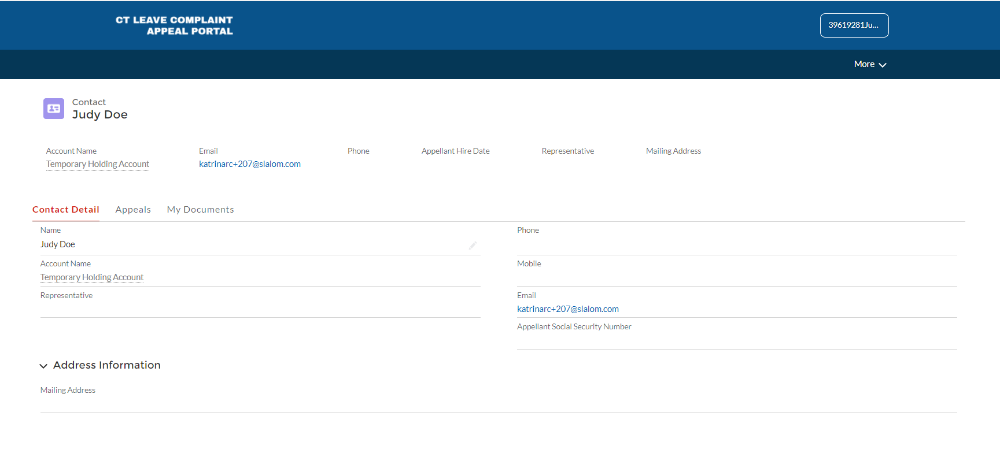 CT LEAVE COMPLAINT
APPEAL PORTAL
39619281Ju...
More
Contact
Judy Doe
Account Name
Temporary Holding Account
Email
katrinarc+207@slalom.com
Phone
Appellant Hire Date
Representative
Mailing Address
Contact Detail
Appeals
My Documents
Name
Judy Doe
Phone
Account Name
Temporary Holding Account
Mobile
Representative
Email
katrinarc+207@slalom.com
Appellant Social Security Number
Address Information
Mailing Address